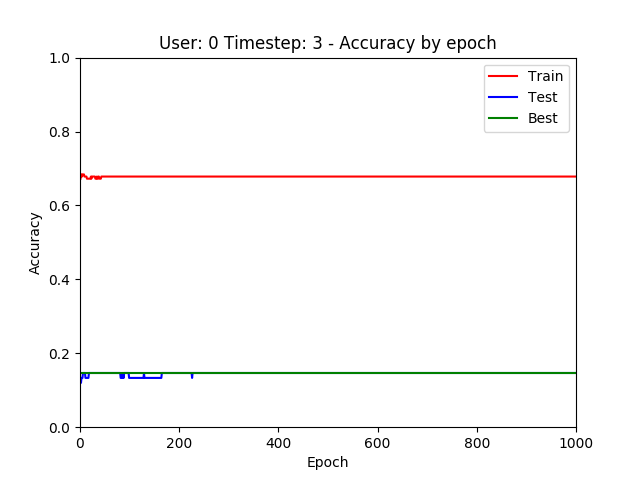 User: 0 Timestep: 3 - Accuracy by epoch
1.0
0.8
0.6
0.4
0.2
0.0
Accuracy
Train
Test
Best
0 200 400 600 800 1000
Epoch